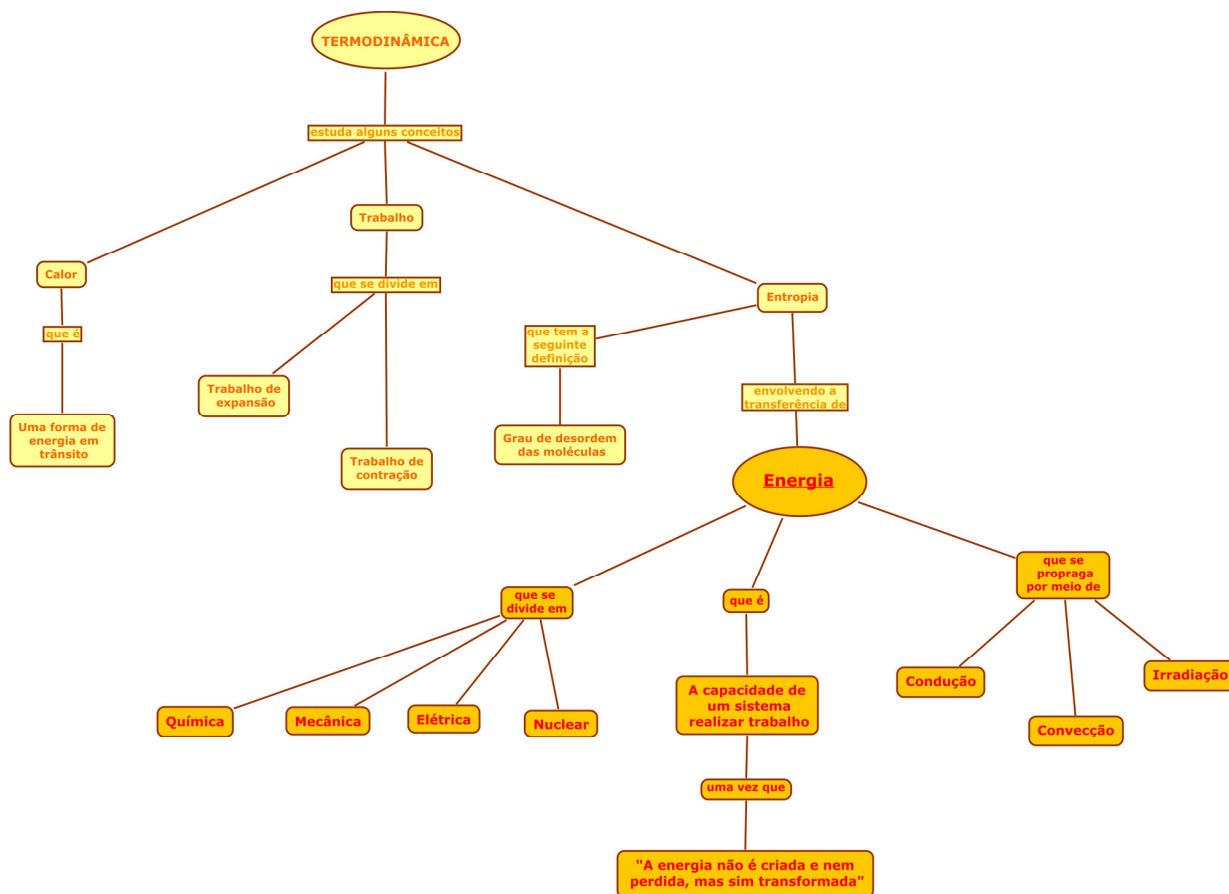 TERMODINÂMICA
estuda alguns conceitos
Trabalho
Calor
que se divide em
Entropia
que é
que tem a
seguinte
definição
Trabalho de
expansão
envolvendo a
transferência de
Uma forma de
energia em
trânsito
Grau de desordem
das moléculas
Trabalho de
contração
Energia
que se
propraga
por meio de
que se
divide em
que é
Condução
Irradiação
Convecção
Química
Mecânica
Elétrica
Nuclear
A capacidade de
um sistema
realizar trabalho
uma vez que
"A energia não é criada e nem
perdida, mas sim transformada"